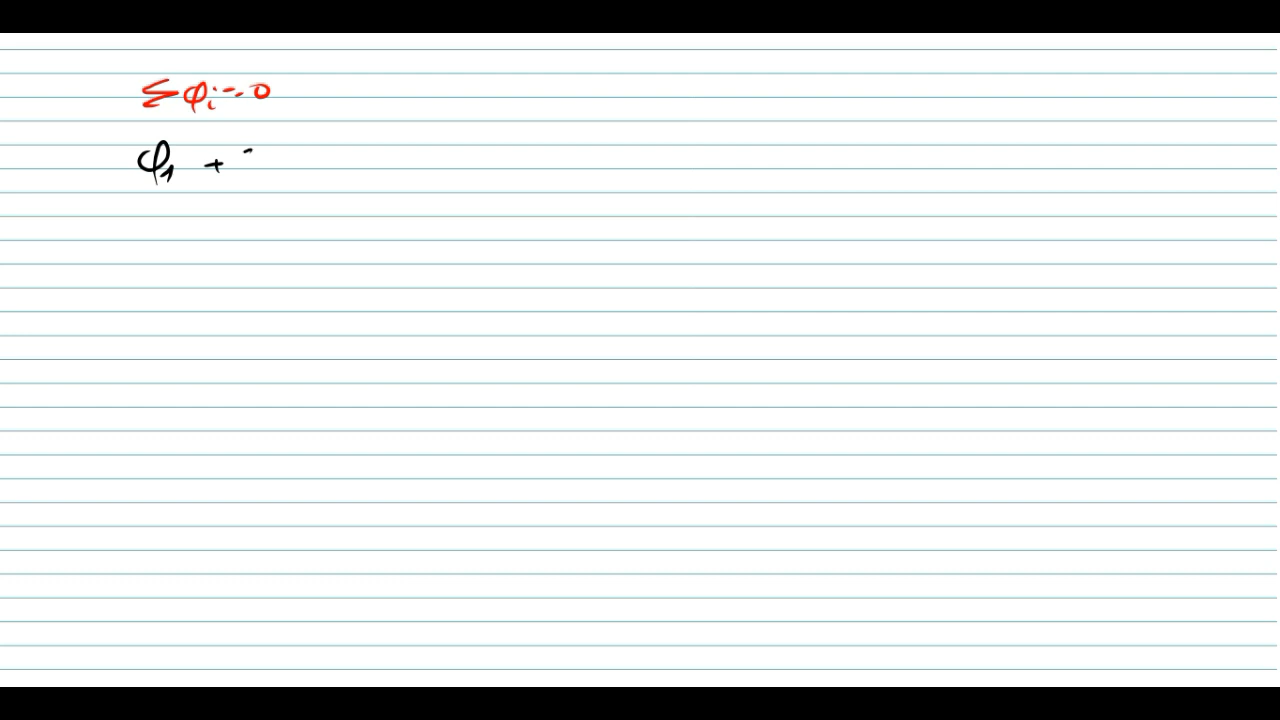 Σφᵢ = 0
φ₁ +